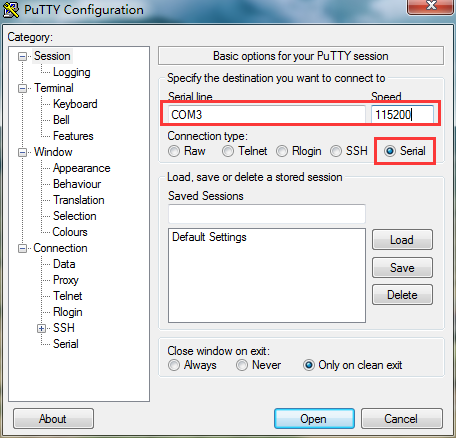 PuTTY Configuration
Category:
Session
Logging
Terminal
Keyboard
Bell
Features
Window
Appearance
Behaviour
Translation
Selection
Colours
Connection
Data
Proxy
Telnet
Rlogin
SSH
Serial
Basic options for your PuTTY session
Specify the destination you want to connect to
Serial line Speed
COM3 115200
Connection type:
Raw Telnet Rlogin SSH Serial
Load, save or delete a stored session
Saved Sessions
Default Settings
Load
Save
Delete
Close window on exit:
Always Never Only on clean exit
About Open Cancel